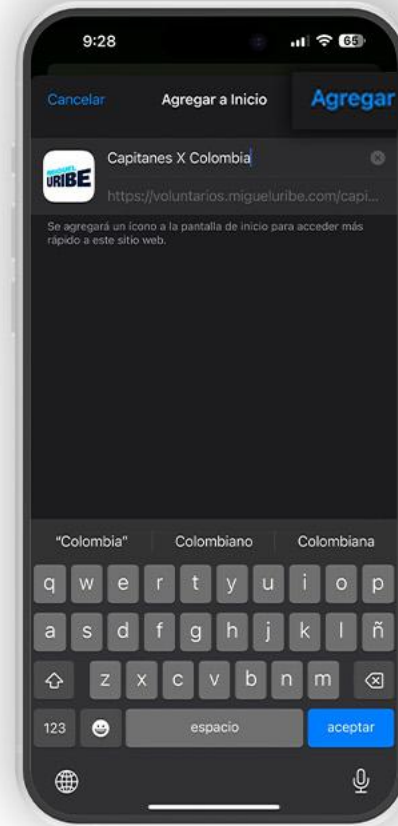 9:28
65
Cancelar
Agregar a Inicio
Agregar
MIGUEL
URIBE
Capitanes X Colombia
https://voluntarios.migueluribe.com/capi...
Se agregará un ícono a la pantalla de inicio para acceder más
rápido a este sitio web.
"Colombia"
Colombiano
Colombiana
q w e r t y u i o p
a s d f g h j k l ñ
z x c v b n m
123
espacio
aceptar